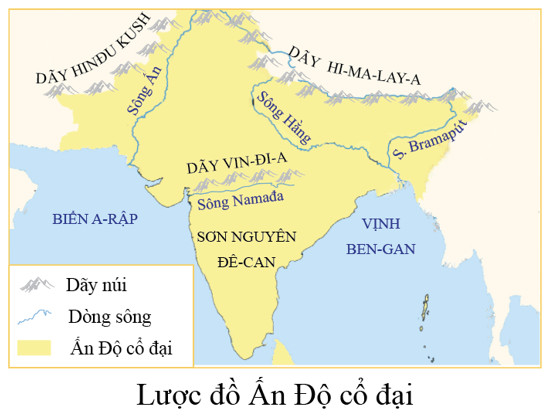 DÃY HINĐU KUSH
DÃY HI-MA-LAY-A
Sông Ấn
Sông Hằng
S. Bramapút
DÃY VIN-ĐI-A
Sông Namađa
BIỂN A-RẬP
SƠN NGUYÊN
ĐÊ-CAN
VỊNH
BEN-GAN
Dãy núi
Dòng sông
Ấn Độ cổ đại
Lược đồ Ấn Độ cổ đại